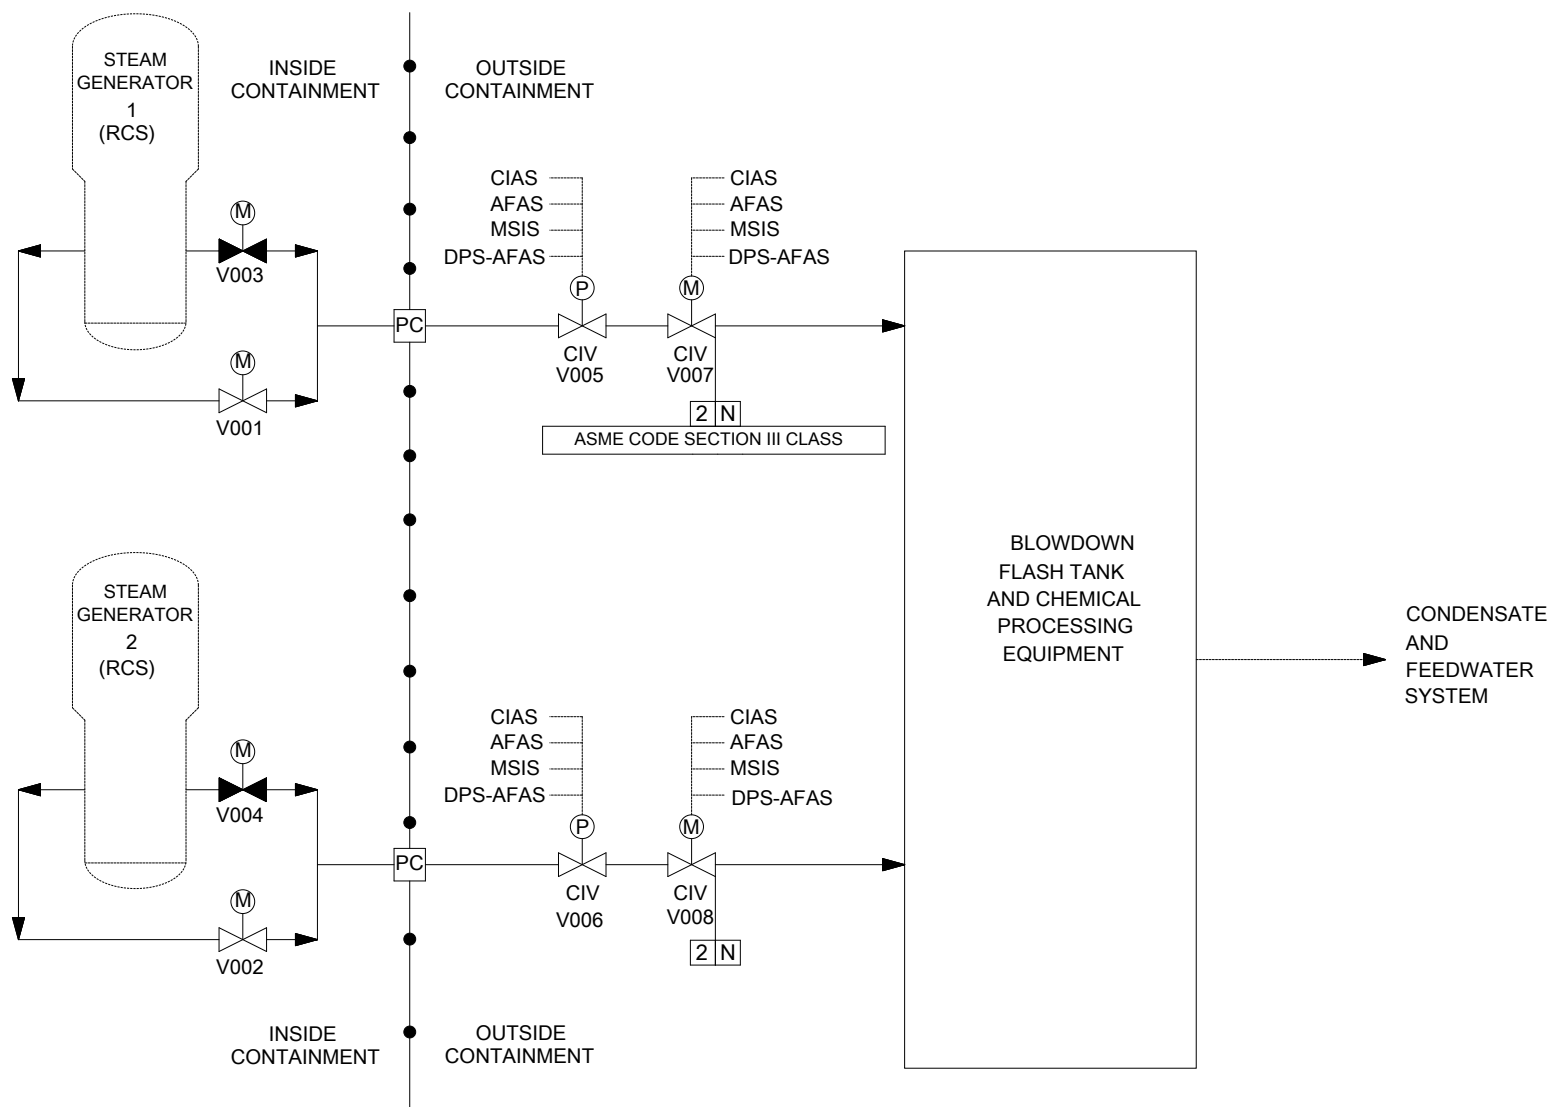 STEAM
GENERATOR
1
(RCS)
INSIDE
CONTAINMENT
OUTSIDE
CONTAINMENT
CIAS
AFAS
MSIS
DPS-AFAS
CIAS
AFAS
MSIS
DPS-AFAS
M
V003
P
M
PC
CIV
V005
CIV
V007
M
V001
2 N
ASME CODE SECTION III CLASS
BLOWDOWN
FLASH TANK
AND CHEMICAL
PROCESSING
EQUIPMENT
CONDENSATE
AND
FEEDWATER
SYSTEM
STEAM
GENERATOR
2
(RCS)
CIAS
AFAS
MSIS
DPS-AFAS
CIAS
AFAS
MSIS
DPS-AFAS
M
V004
P
M
PC
CIV
V006
CIV
V008
M
V002
2 N
INSIDE
CONTAINMENT
OUTSIDE
CONTAINMENT